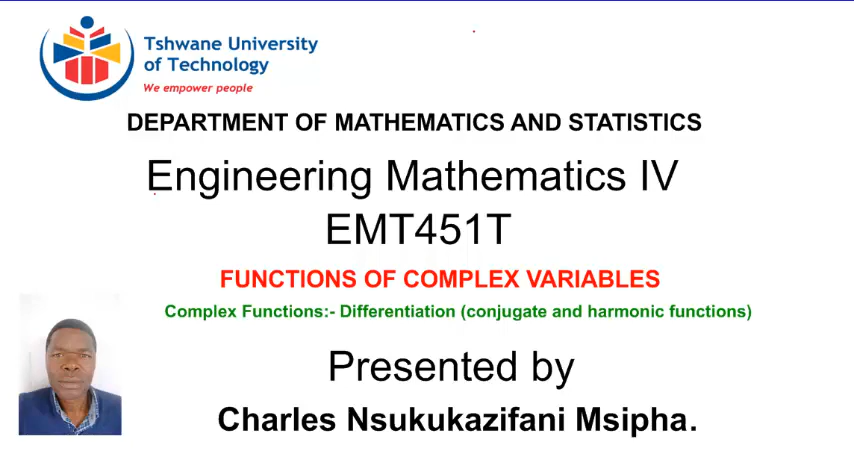 Tshwane University
of Technology
We empower people
DEPARTMENT OF MATHEMATICS AND STATISTICS
Engineering Mathematics IV
EMT451T
FUNCTIONS OF COMPLEX VARIABLES
Complex Functions:- Differentiation (conjugate and harmonic functions)
Presented by
Charles Nsukukazifani Msipha.